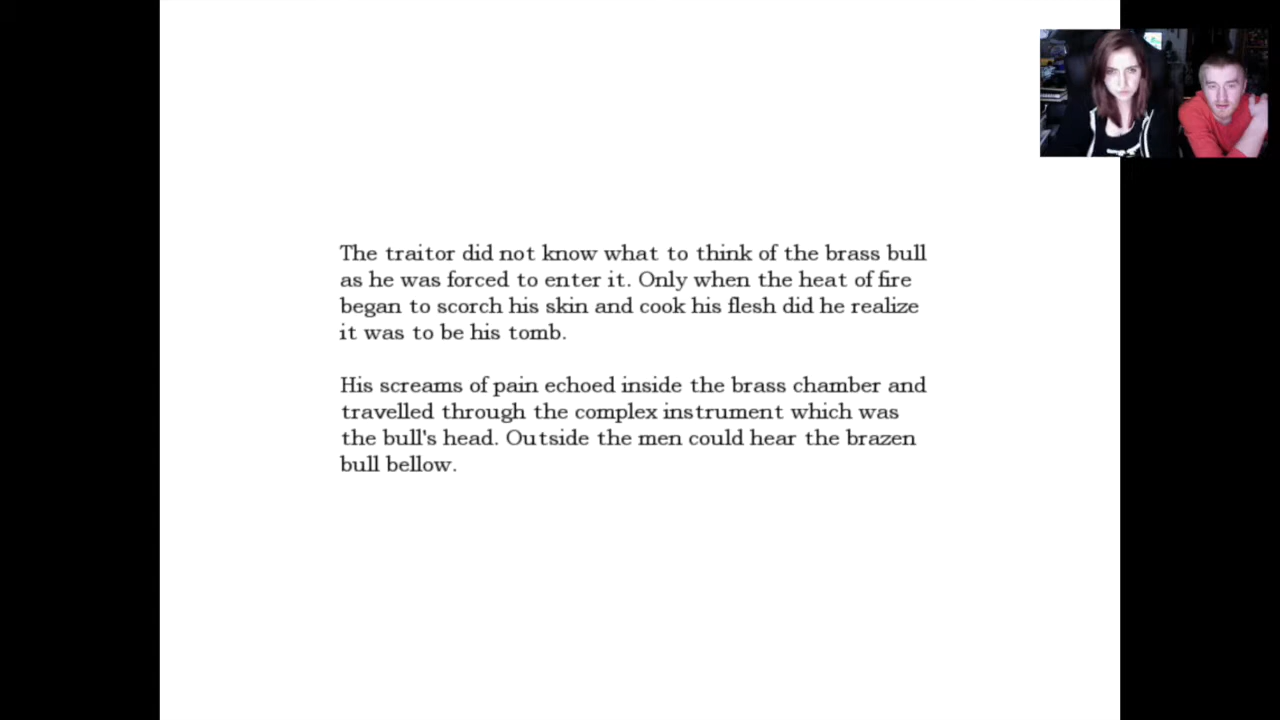 The traitor did not know what to think of the brass bull
as he was forced to enter it. Only when the heat of fire
began to scorch his skin and cook his flesh did he realize
it was to be his tomb.
His screams of pain echoed inside the brass chamber and
travelled through the complex instrument which was
the bull's head. Outside the men could hear the brazen
bull bellow.